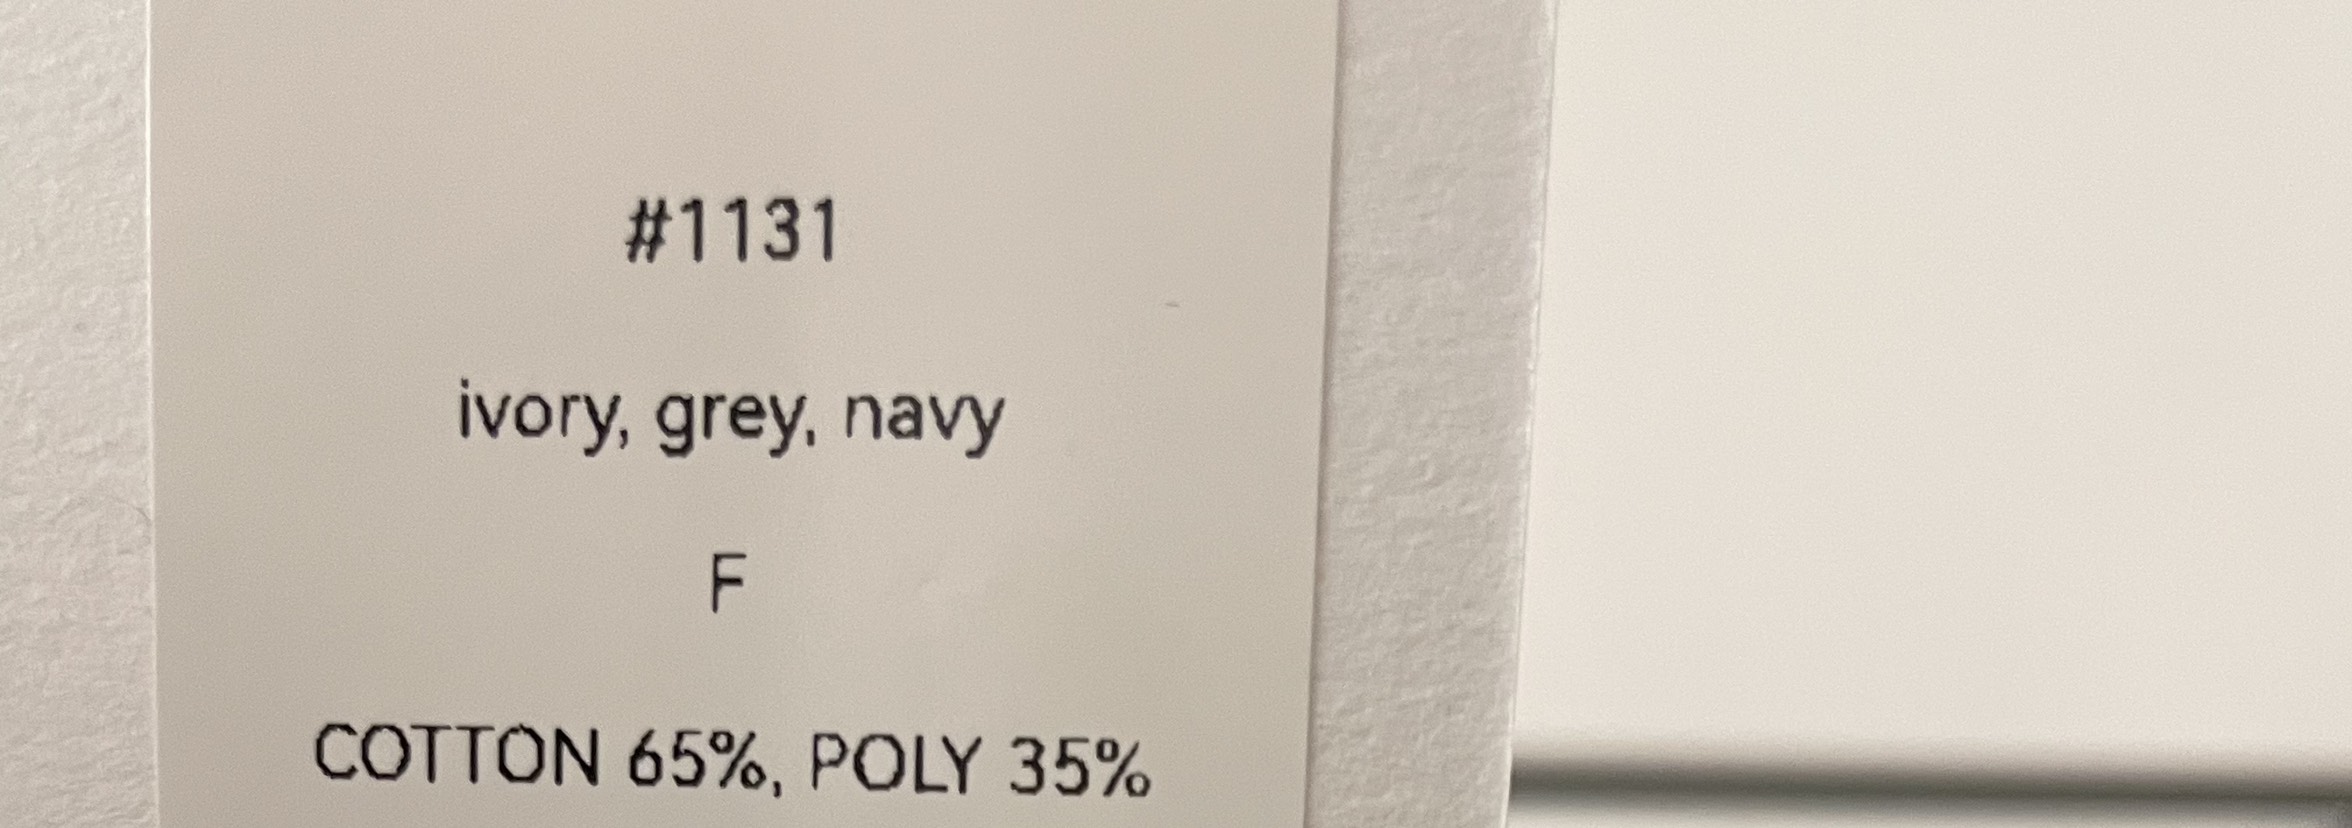 #1131
ivory, grey, navy
F
COTTON 65%, POLY 35%